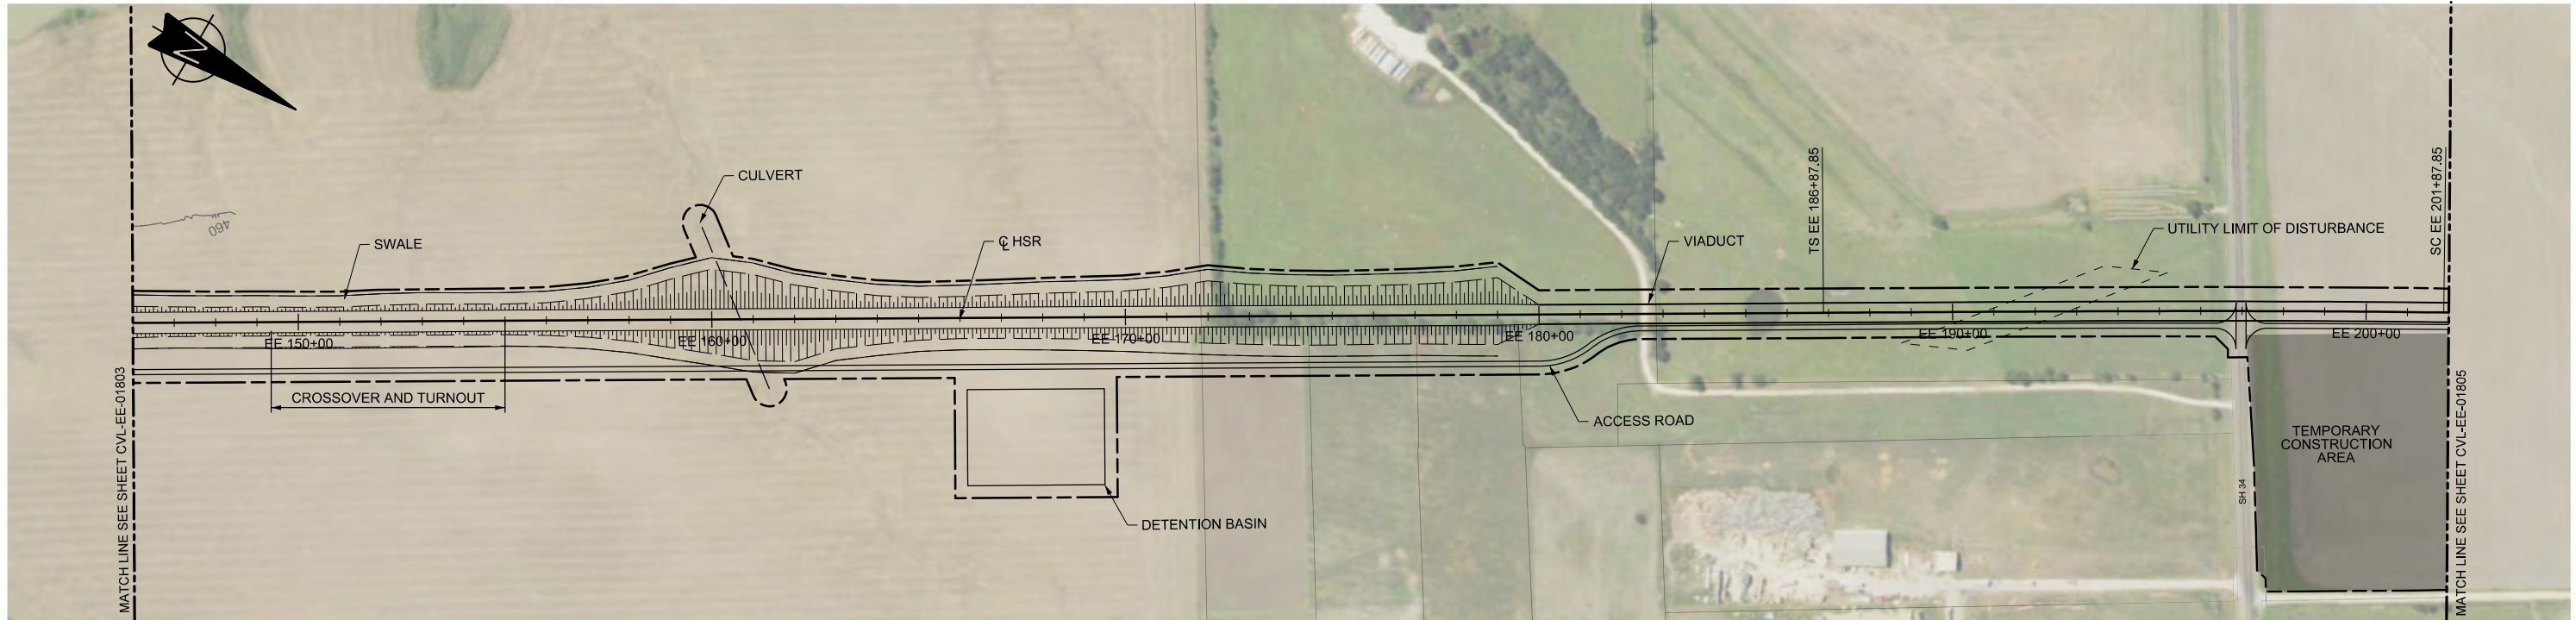 N
CULVERT
460
SWALE
℄ HSR
VIADUCT
TS EE 186+87.85
UTILITY LIMIT OF DISTURBANCE
SC EE 201+87.85
EE 150+00
EE 160+00
EE 170+00
EE 180+00
EE 190+00
EE 200+00
CROSSOVER AND TURNOUT
ACCESS ROAD
DETENTION BASIN
TEMPORARY
CONSTRUCTION
AREA
SH 34
MATCH LINE SEE SHEET CVL-EE-01803
MATCH LINE SEE SHEET CVL-EE-01805